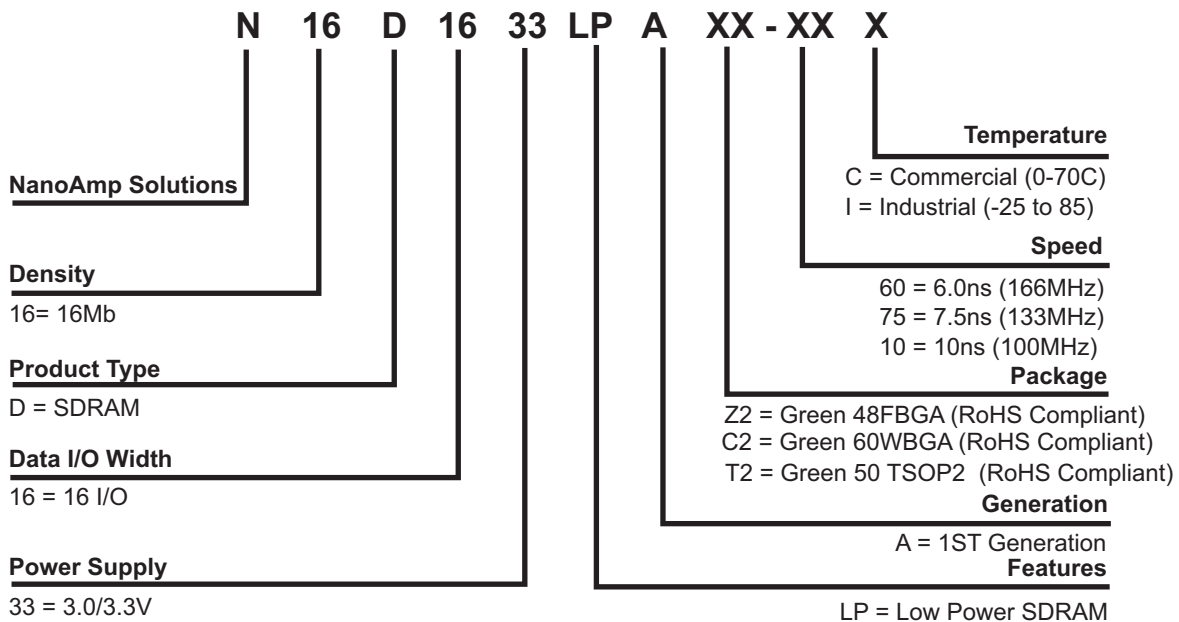 N 16 D 16 33 LP A XX - XX X
NanoAmp Solutions
Density
16= 16Mb
Product Type
D = SDRAM
Data I/O Width
16 = 16 I/O
Power Supply
33 = 3.0/3.3V
Temperature
C = Commercial (0-70C)
I = Industrial (-25 to 85)
Speed
60 = 6.0ns (166MHz)
75 = 7.5ns (133MHz)
10 = 10ns (100MHz)
Package
Z2 = Green 48FBGA (RoHS Compliant)
C2 = Green 60WBGA (RoHS Compliant)
T2 = Green 50 TSOP2 (RoHS Compliant)
Generation
A = 1ST Generation
Features
LP = Low Power SDRAM